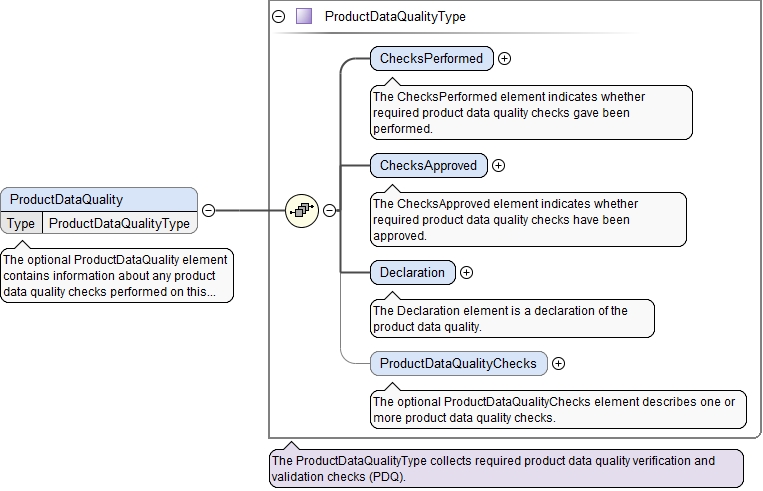 ProductDataQualityType
ChecksPerformed
The ChecksPerformed element indicates whether
required product data quality checks gave been
performed.
ChecksApproved
The ChecksApproved element indicates whether
required product data quality checks have been
approved.
ProductDataQuality
Type ProductDataQualityType
The optional ProductDataQuality element
contains information about any product
data quality checks performed on this...
Declaration
The Declaration element is a declaration of the
product data quality.
ProductDataQualityChecks
The optional ProductDataQualityChecks element describes one or
more product data quality checks.
The ProductDataQualityType collects required product data quality verification and
validation checks (PDQ).